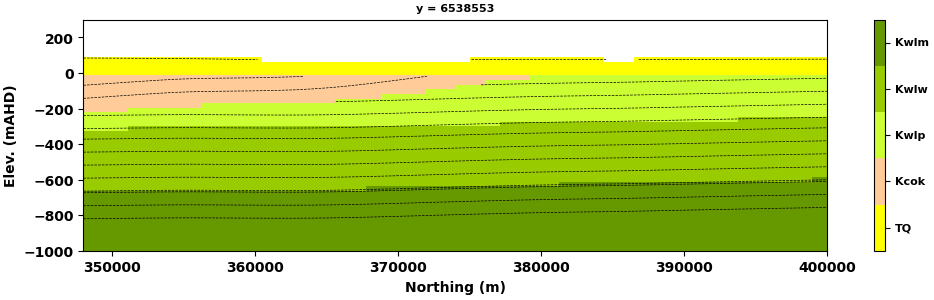 y = 6538553
Elev. (mAHD)
200
0
−200
−400
−600
−800
−1000
350000 360000 370000 380000 390000 400000
Northing (m)
Kwlm
Kwlw
Kwlp
Kcok
TQ